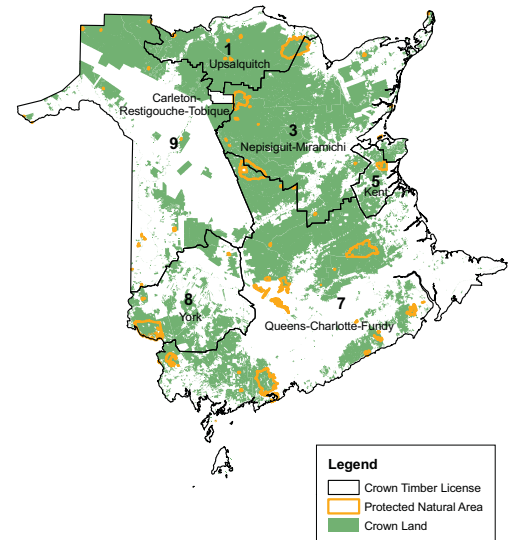 1
Upsalquitch
Carleton-
Restigouche-Tobique
9
3
Nepisiguit-Miramichi
5
Kent
8
York
7
Queens-Charlotte-Fundy
Legend
Crown Timber License
Protected Natural Area
Crown Land